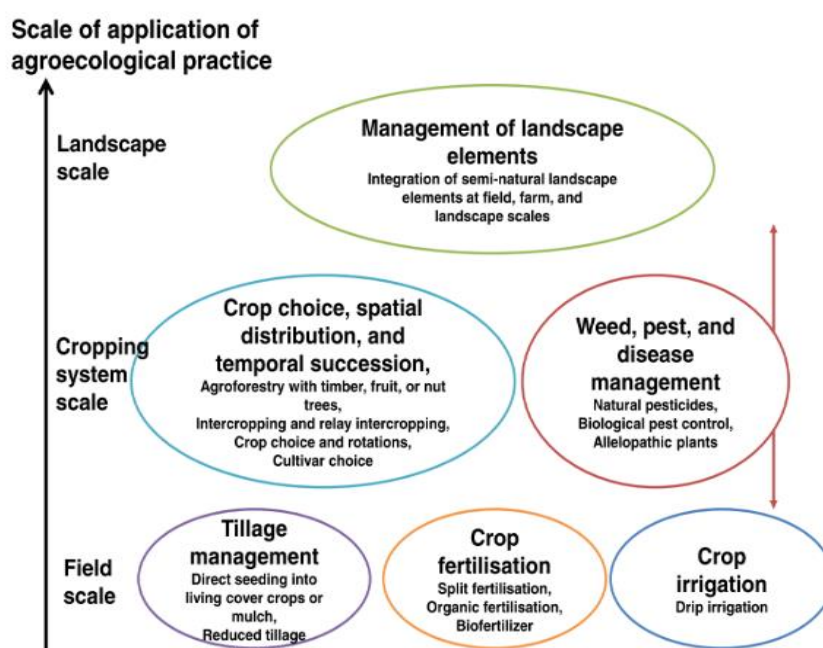 Scale of application of
agroecological practice
Landscape
scale
Management of landscape
elements
Integration of semi-natural landscape
elements at field, farm, and
landscape scales
Cropping
system
scale
Crop choice, spatial
distribution, and
temporal succession,
Agroforestry with timber, fruit, or nut
trees,
Intercropping and relay intercropping,
Crop choice and rotations,
Cultivar choice
Weed, pest, and
disease
management
Natural pesticides,
Biological pest control,
Allelopathic plants
Field
scale
Tillage
management
Direct seeding into
living cover crops or
mulch,
Reduced tillage
Crop
fertilisation
Split fertilisation,
Organic fertilisation,
Biofertilizer
Crop
irrigation
Drip irrigation